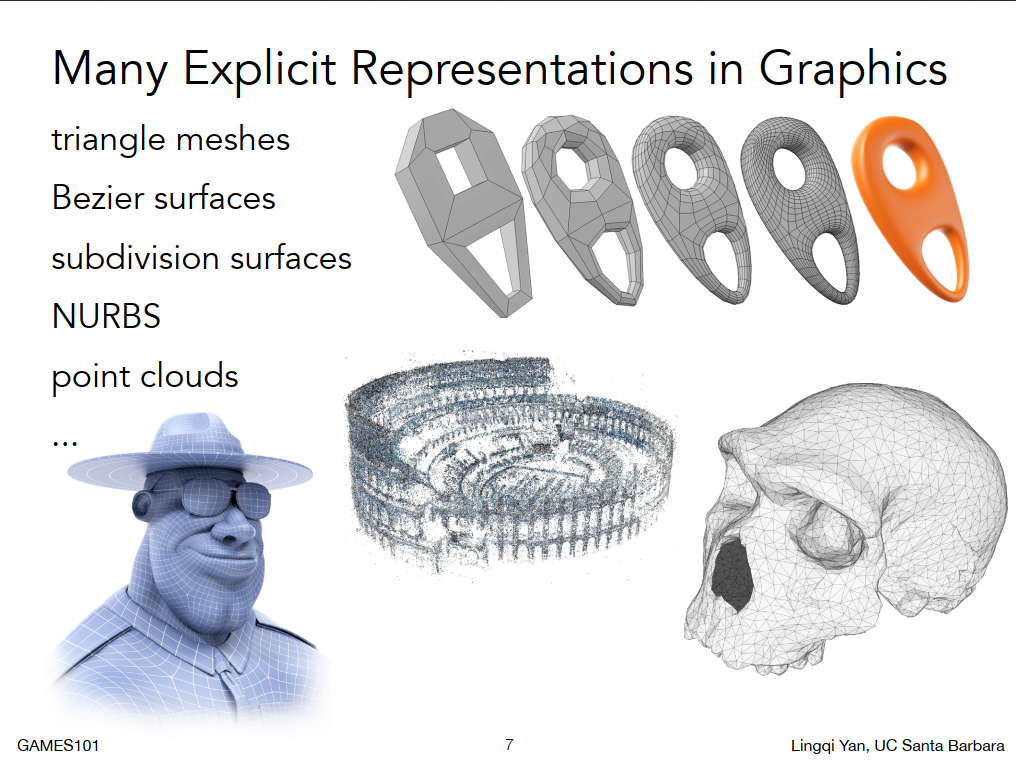 Many Explicit Representations in Graphics
triangle meshes
Bezier surfaces
subdivision surfaces
NURBS
point clouds
...
GAMES101
7
Lingqi Yan, UC Santa Barbara